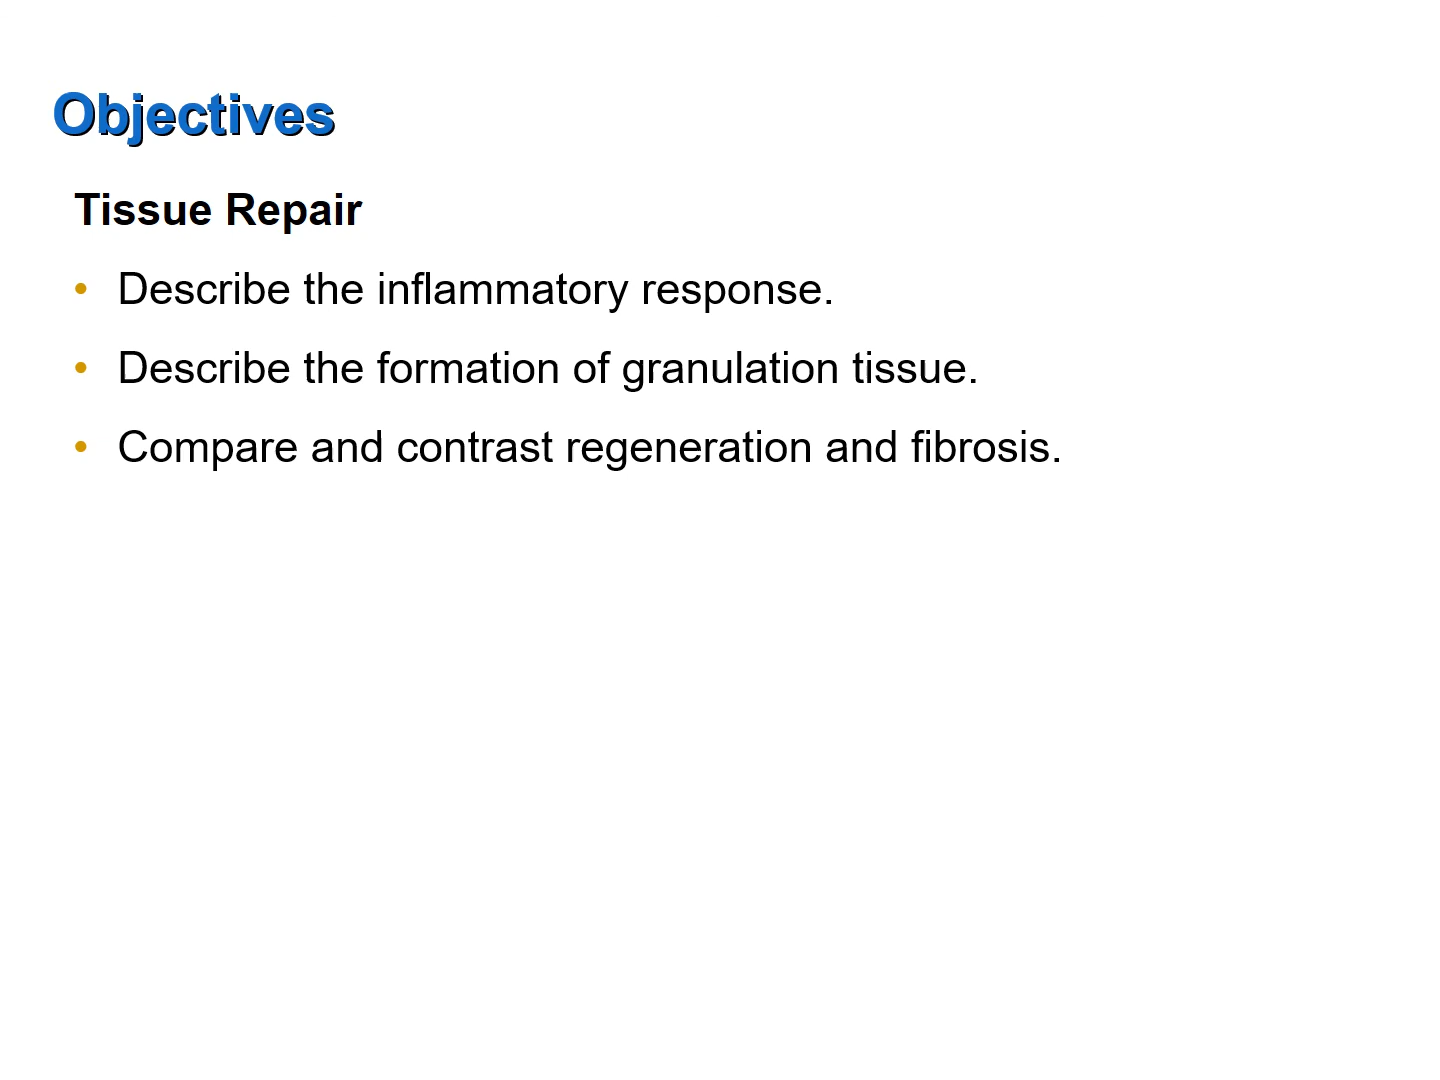 Objectives
Tissue Repair
• Describe the inflammatory response.
• Describe the formation of granulation tissue.
• Compare and contrast regeneration and fibrosis.